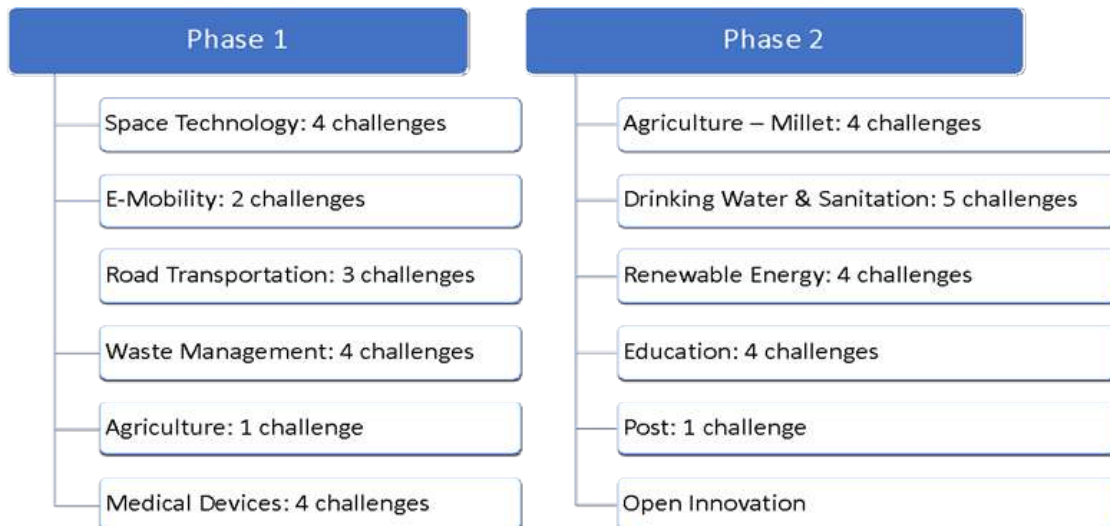 Phase 1
Space Technology: 4 challenges
E-Mobility: 2 challenges
Road Transportation: 3 challenges
Waste Management: 4 challenges
Agriculture: 1 challenge
Medical Devices: 4 challenges
Phase 2
Agriculture – Millet: 4 challenges
Drinking Water & Sanitation: 5 challenges
Renewable Energy: 4 challenges
Education: 4 challenges
Post: 1 challenge
Open Innovation